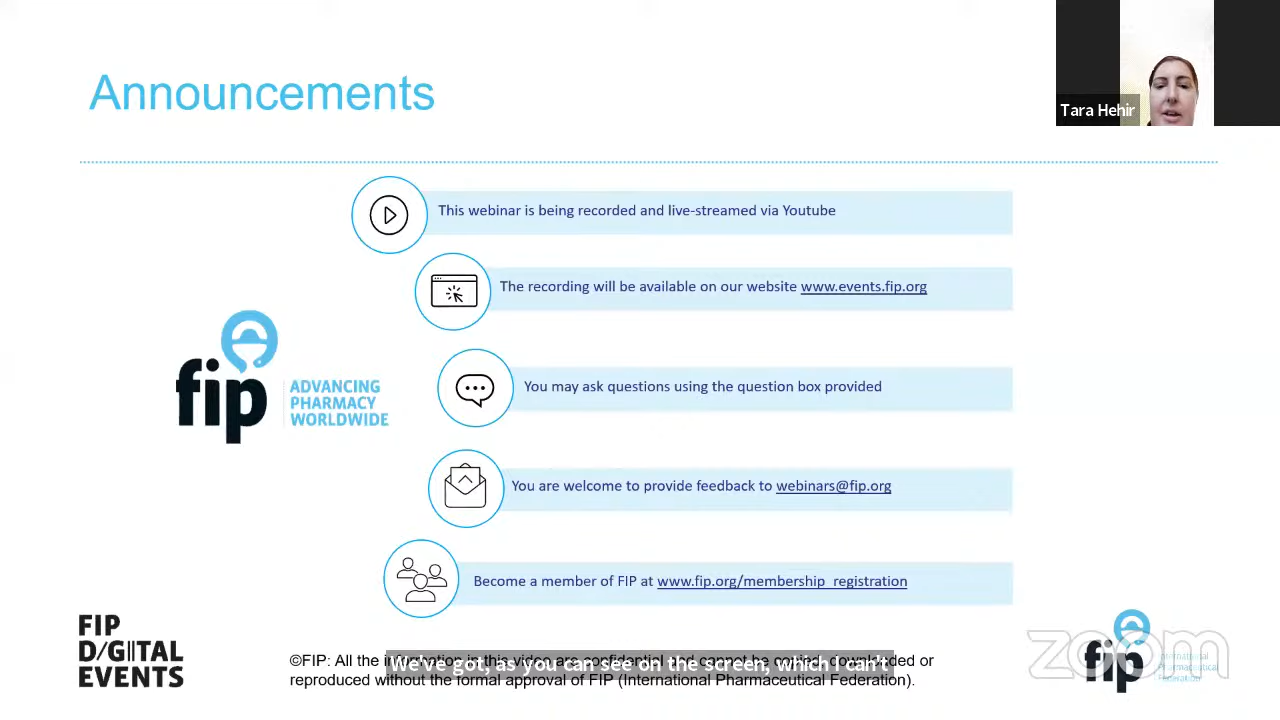 Announcements
Tara Hehir
This webinar is being recorded and live-streamed via Youtube
The recording will be available on our website www.events.fip.org
fip
ADVANCING
PHARMACY
WORLDWIDE
You may ask questions using the question box provided
You are welcome to provide feedback to webinars@fip.org
Become a member of FIP at www.fip.org/membership_registration
FIP
DIGITAL
EVENTS
©FIP: All the information in this video are confidential and cannot be copied, downloaded or
reproduced without the formal approval of FIP (International Pharmaceutical Federation).
We've got, as you can see on the screen, which I can't
zoom
fip
International
Pharmaceutical
Federation